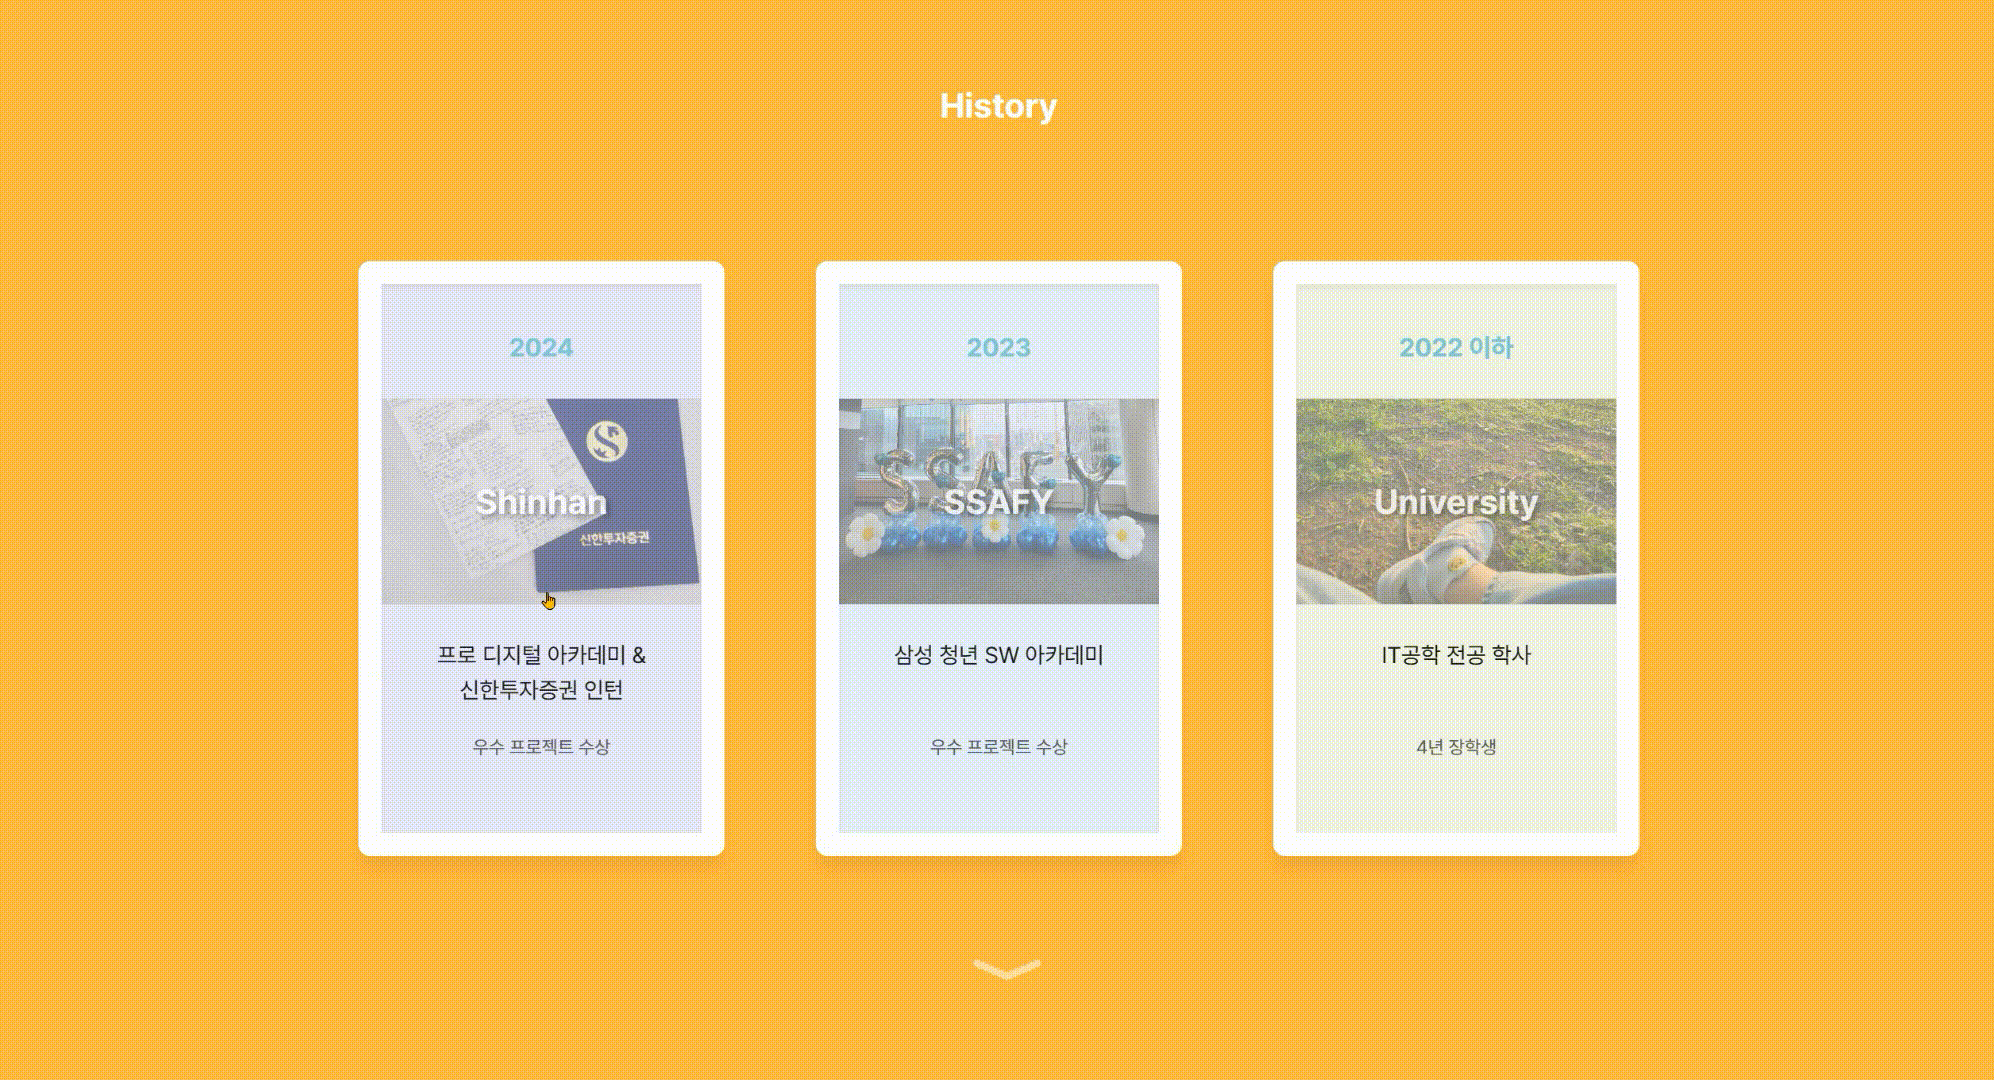 History
2024
Shinhan
신한투자증권
프로 디지털 아카데미 &
신한투자증권 인턴
우수 프로젝트 수상
2023
SSAFY
SSAFY
삼성 청년 SW 아카데미
우수 프로젝트 수상
2022 이하
University
IT공학 전공 학사
4년 장학생